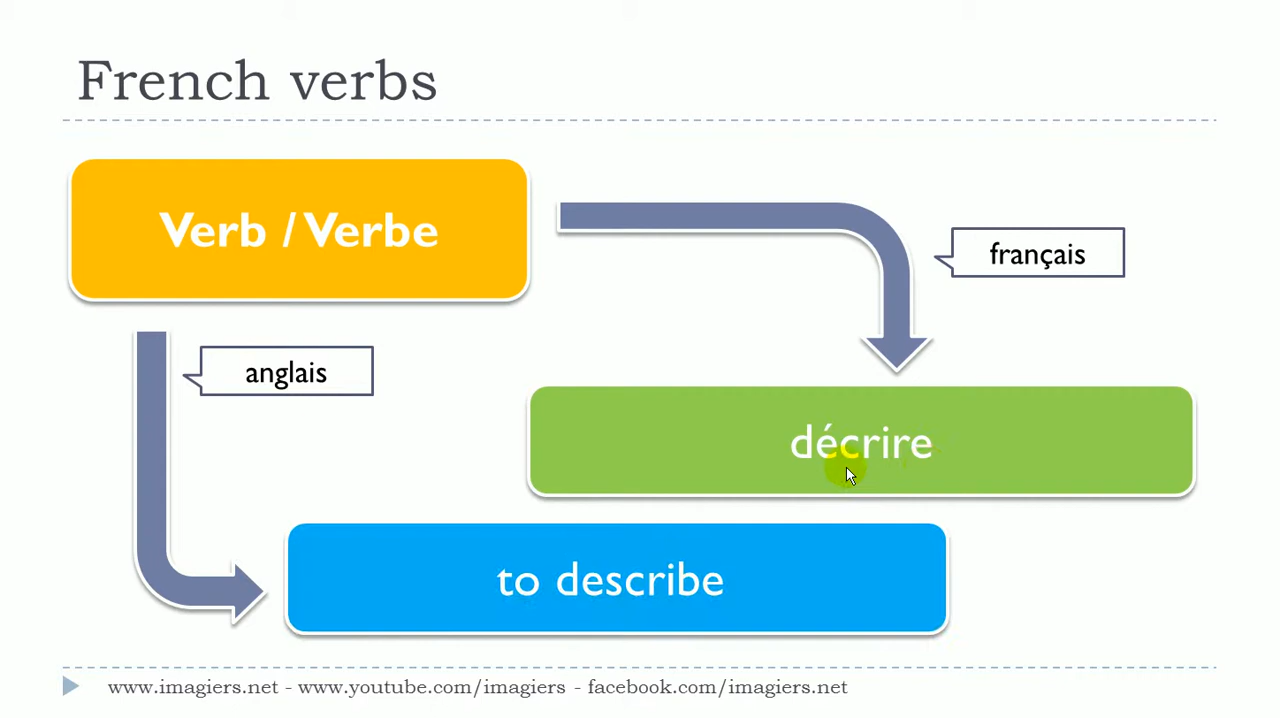 French verbs
Verb / Verbe
français
anglais
décrire
to describe
www.imagiers.net - www.youtube.com/imagiers - facebook.com/imagiers.net